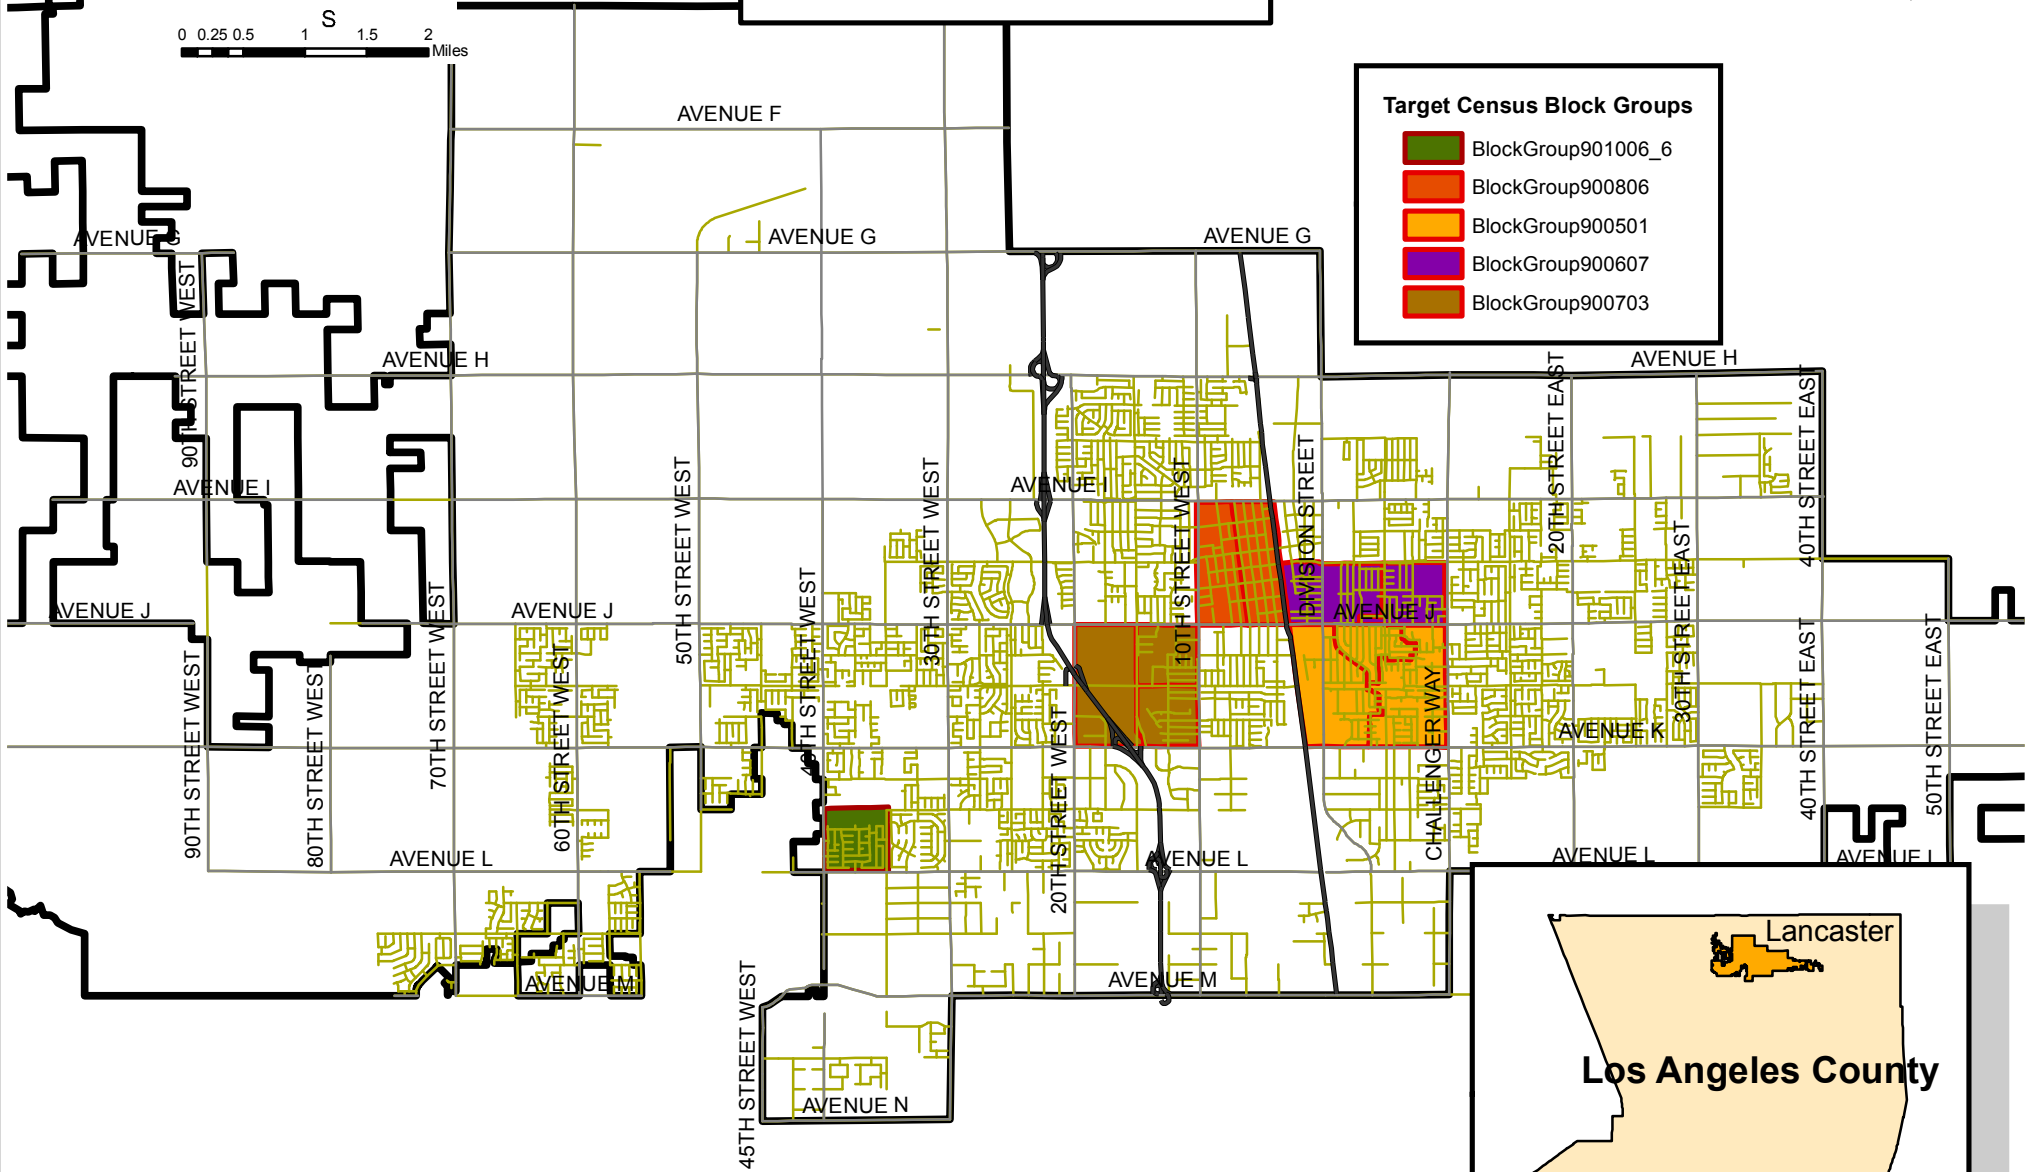 S
0 0.25 0.5 1 1.5 2
Miles
Target Census Block Groups
BlockGroup901006_6
BlockGroup900806
BlockGroup900501
BlockGroup900607
BlockGroup900703
AVENUE F
AVENUE G
AVENUE G
AVENUE G
AVENUE H
AVENUE H
AVENUE I
AVENUE I
AVENUE J
AVENUE J
AVENUE J
AVENUE K
AVENUE L
AVENUE L
AVENUE L
AVENUE L
AVENUE M
AVENUE M
AVENUE N
90TH STREET WEST
90TH STREET WEST
80TH STREET WEST
70TH STREET WEST
60TH STREET WEST
50TH STREET WEST
45TH STREET WEST
40TH STREET WEST
30TH STREET WEST
20TH STREET WEST
10TH STREET WEST
DIVISION STREET
CHALLENGER WAY
20TH STREET EAST
30TH STREET EAST
40TH STREET EAST
40TH STREET EAST
50TH STREET EAST
Lancaster
Los Angeles County